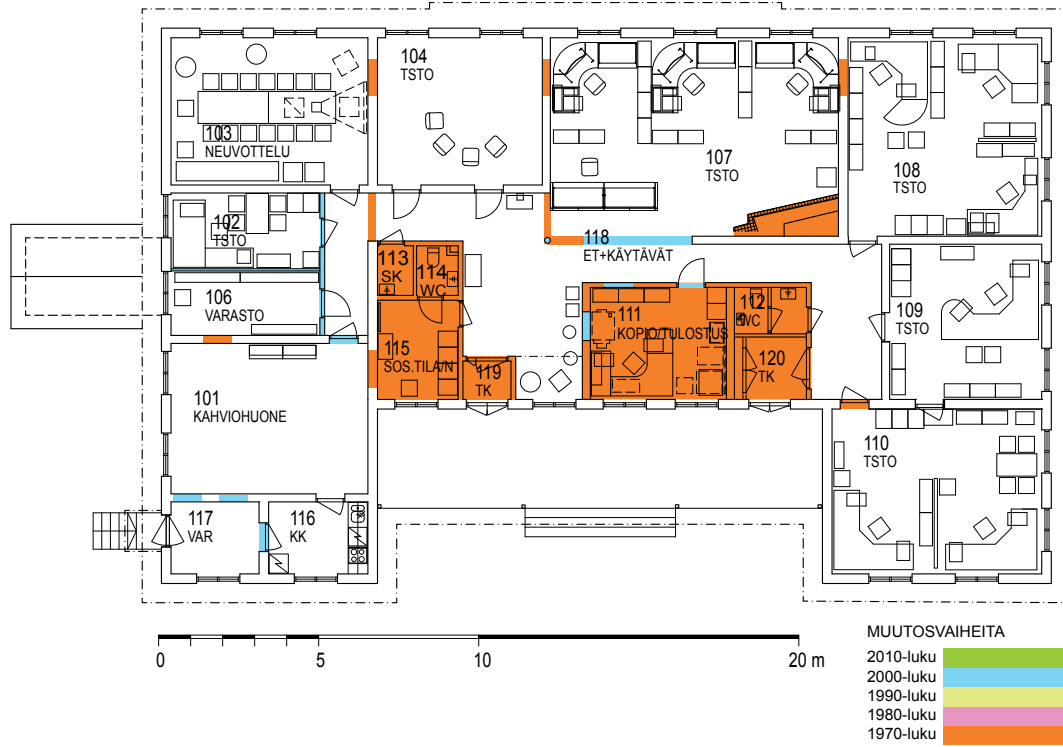 103
NEUVOTTELU
104
TSTO
107
TSTO
108
TSTO
102
TSTO
106
VARASTO
113
SK
114
WC
118
ET+KÄYTÄVÄT
109
TSTO
115
SOS.TILA/N
119
TK
111
KOPIO/TULOSTUS
112
WC
120
TK
101
KAHVIOHUONE
110
TSTO
117
VAR
116
KK
0 5 10 20 m
MUUTOSVAIHEITA
2010-luku
2000-luku
1990-luku
1980-luku
1970-luku